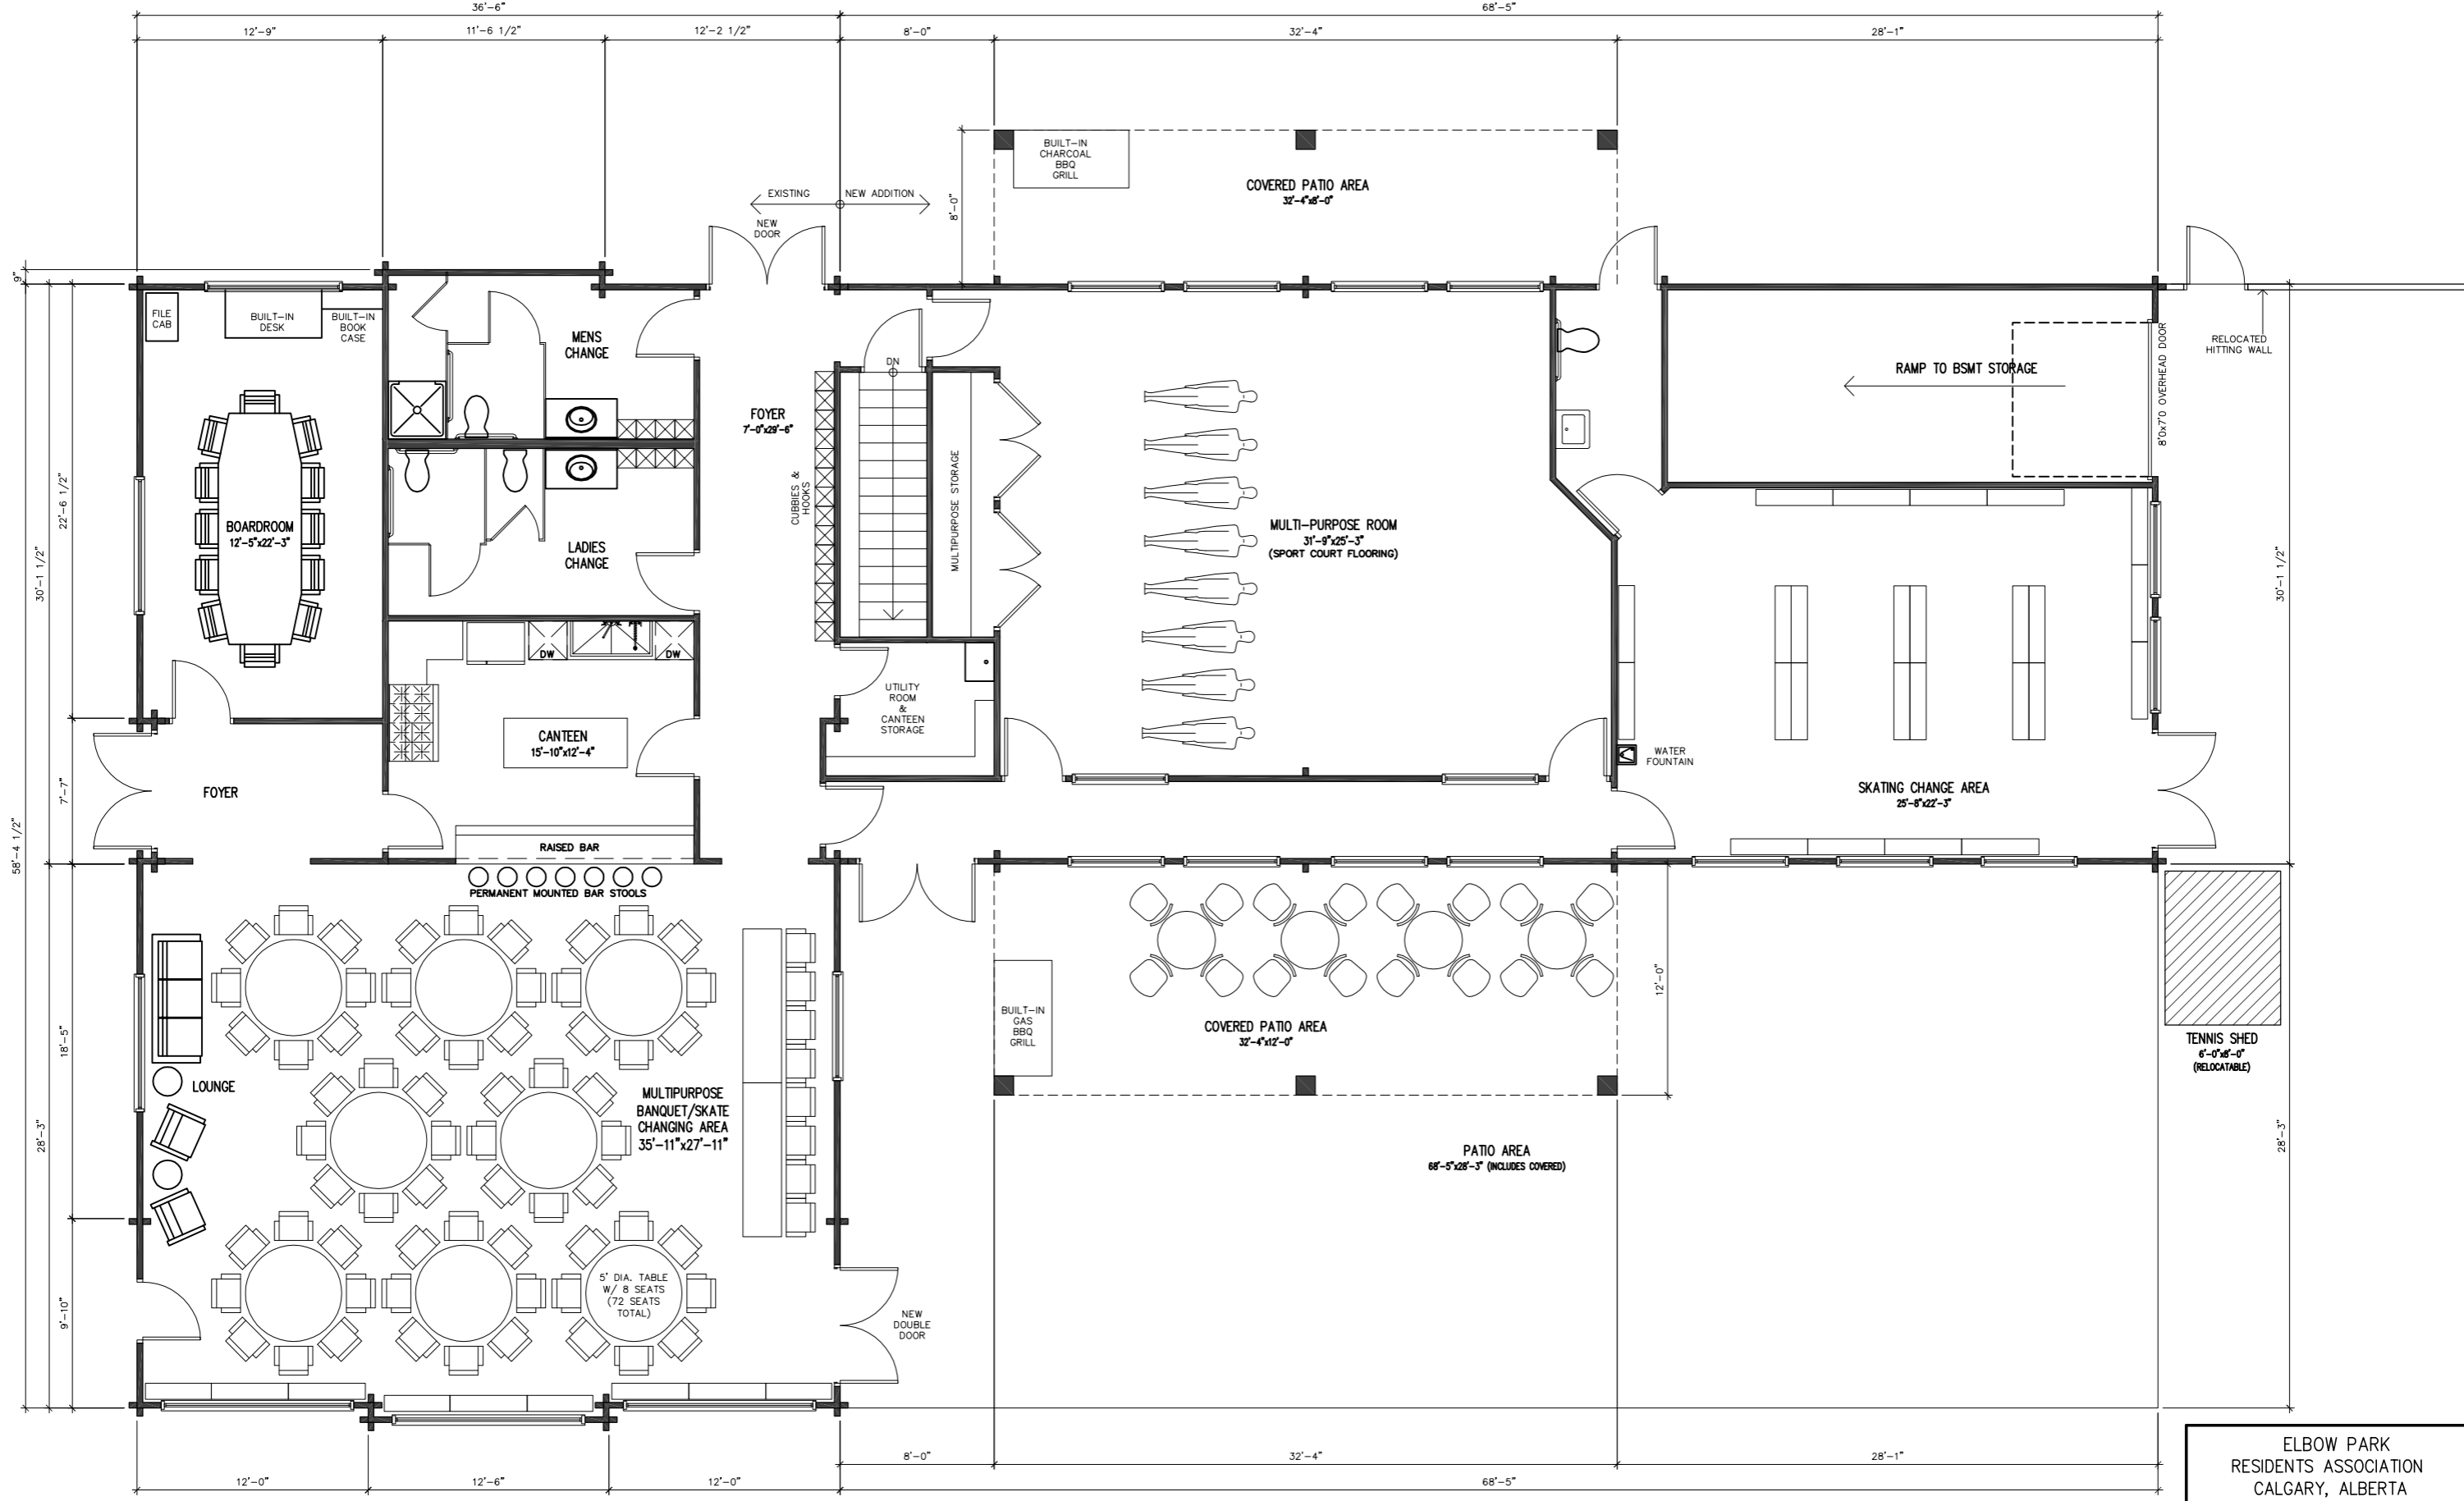 36'-6"
68'-5"
12'-9"
11'-6 1/2"
12'-2 1/2"
8'-0"
32'-4"
28'-1"
BUILT-IN
CHARCOAL
BBQ
GRILL
COVERED PATIO AREA
32'-4"x8'-0"
8'-0"
EXISTING
NEW ADDITION
NEW
DOOR
9"
FILE
CAB
BUILT-IN
DESK
BUILT-IN
BOOK
CASE
MENS
CHANGE
DN
RELOCATED
HITTING WALL
RAMP TO BSMT STORAGE
8'0x7'0 OVERHEAD DOOR
FOYER
7'-0"x29'-6"
CUBBIES &
HOOKS
MULTIPURPOSE STORAGE
BOARDROOM
12'-5"x22'-3"
LADIES
CHANGE
MULTI-PURPOSE ROOM
31'-9"x25'-3"
(SPORT COURT FLOORING)
22'-6 1/2"
30'-1 1/2"
30'-1 1/2"
DW
DW
UTILITY
ROOM
&
CANTEEN
STORAGE
CANTEEN
15'-10"x12'-4"
WATER
FOUNTAIN
SKATING CHANGE AREA
25'-8"x22'-3"
FOYER
7'-7"
58'-4 1/2"
RAISED BAR
PERMANENT MOUNTED BAR STOOLS
BUILT-IN
GAS
BBQ
GRILL
COVERED PATIO AREA
32'-4"x12'-0"
12'-0"
TENNIS SHED
6'-0"x8'-0"
(RELOCATABLE)
18'-5"
LOUNGE
MULTIPURPOSE
BANQUET/SKATE
CHANGING AREA
35'-11"x27'-11"
28'-3"
PATIO AREA
68'-5"x28'-3" (INCLUDES COVERED)
28'-3"
5' DIA. TABLE
W/ 8 SEATS
(72 SEATS
TOTAL)
9'-10"
NEW
DOUBLE
DOOR
12'-0"
12'-6"
12'-0"
8'-0"
32'-4"
28'-1"
68'-5"
ELBOW PARK
RESIDENTS ASSOCIATION
CALGARY, ALBERTA